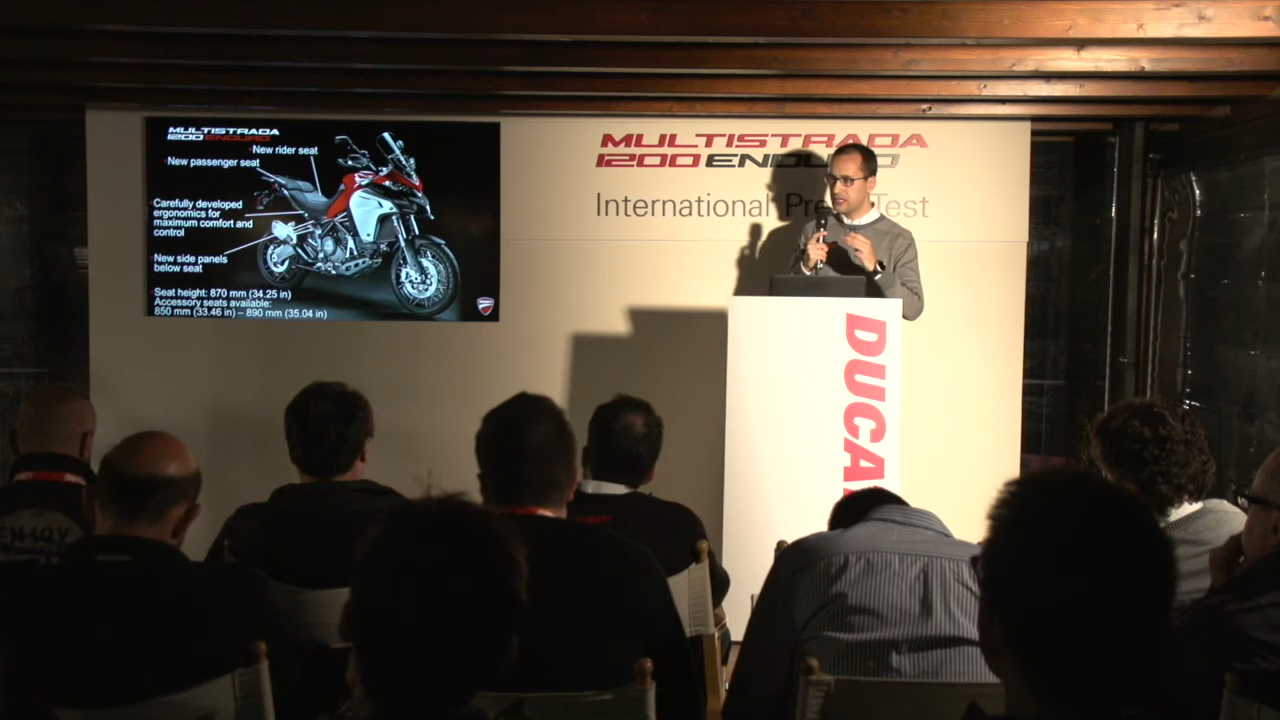 MULTISTRADA
1200 ENDURO
New rider seat
New passenger seat
Carefully developed
ergonomics for
maximum comfort and
control
New side panels
below seat
Seat height: 870 mm (34.25 in)
Accessory seats available:
850 mm (33.46 in) – 890 mm (35.04 in)
MULTISTRADA
1200 ENDURO
International Press Test
DUCA
ENJOY